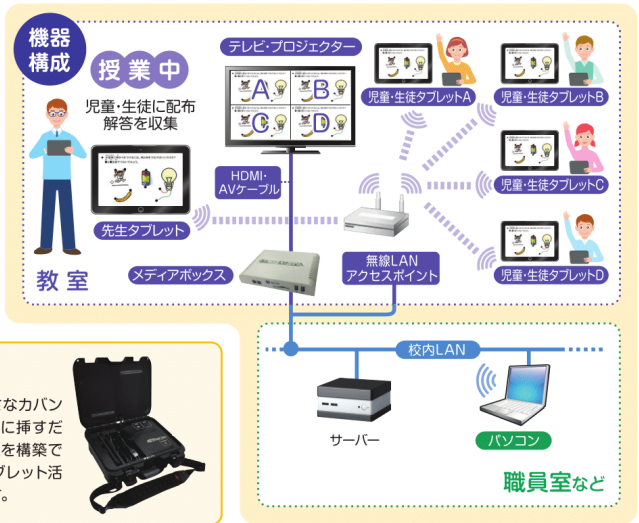 機器
構成
授業中
児童・生徒に配布
解答を収集
先生タブレット
教室
テレビ・プロジェクター
A B
C D
HDMI・
AVケーブル
メディアボックス
無線LAN
アクセスポイント
児童・生徒タブレットA
児童・生徒タブレットB
児童・生徒タブレットC
児童・生徒タブレットD
校内LAN
サーバー
パソコン
職員室など
なカバン
に挿すだ
を構築で
ブレット活
。